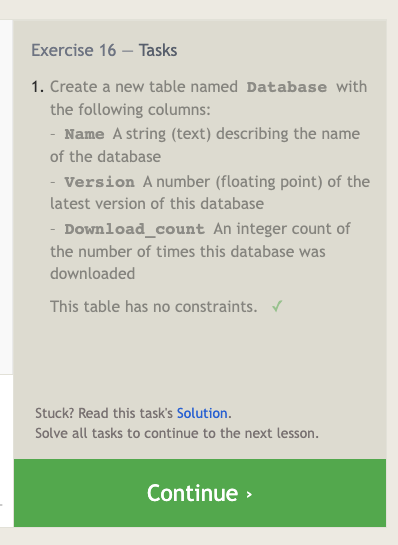 Exercise 16 — Tasks
1. Create a new table named Database with
the following columns:
- Name A string (text) describing the name
of the database
- Version A number (floating point) of the
latest version of this database
- Download_count An integer count of
the number of times this database was
downloaded
This table has no constraints. ✓
Stuck? Read this task's Solution.
Solve all tasks to continue to the next lesson.
Continue ›